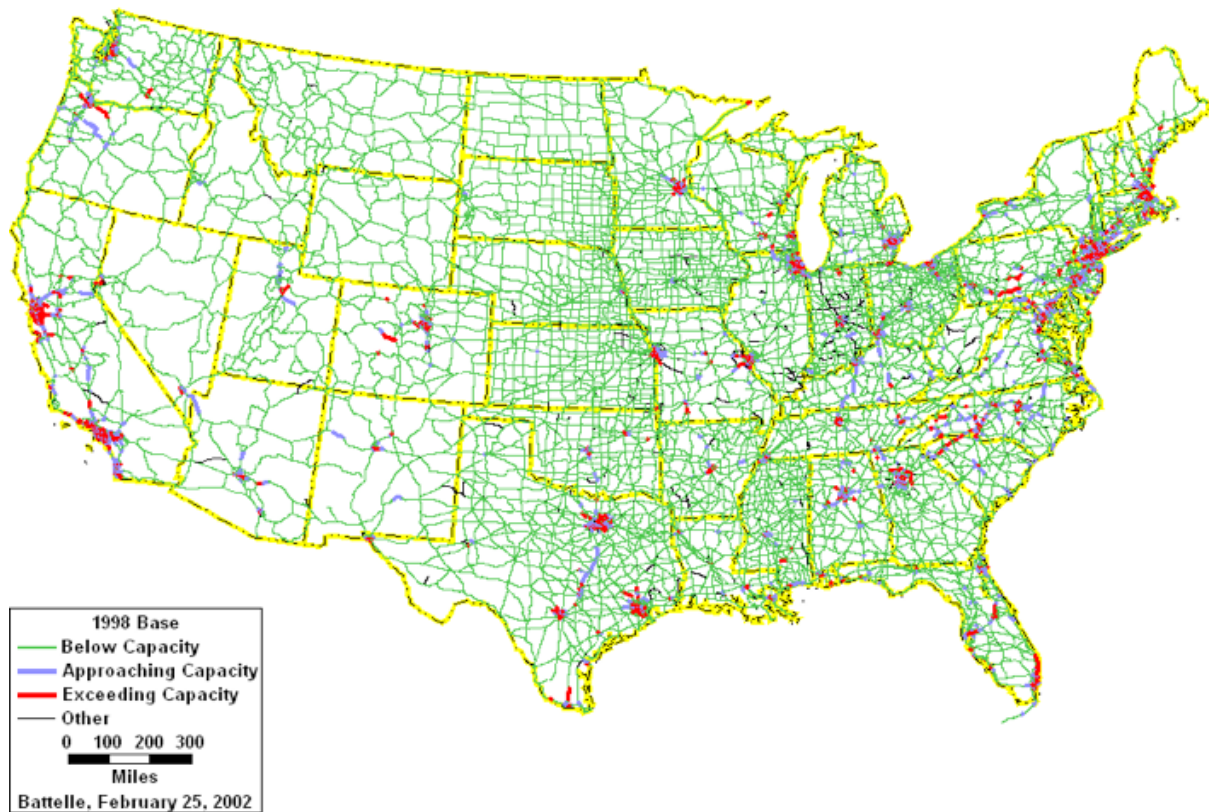 1998 Base
Below Capacity
Approaching Capacity
Exceeding Capacity
Other
0 100 200 300
Miles
Battelle, February 25, 2002